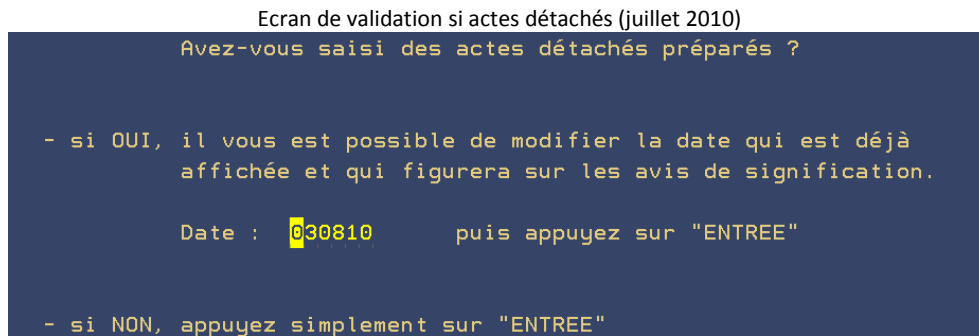 Ecran de validation si actes détachés (juillet 2010)
Avez-vous saisi des actes détachés préparés ?
- si OUI, il vous est possible de modifier la date qui est déjà
affichée et qui figurera sur les avis de signification.
Date : 030810 puis appuyez sur "ENTREE"
- si NON, appuyez simplement sur "ENTREE"